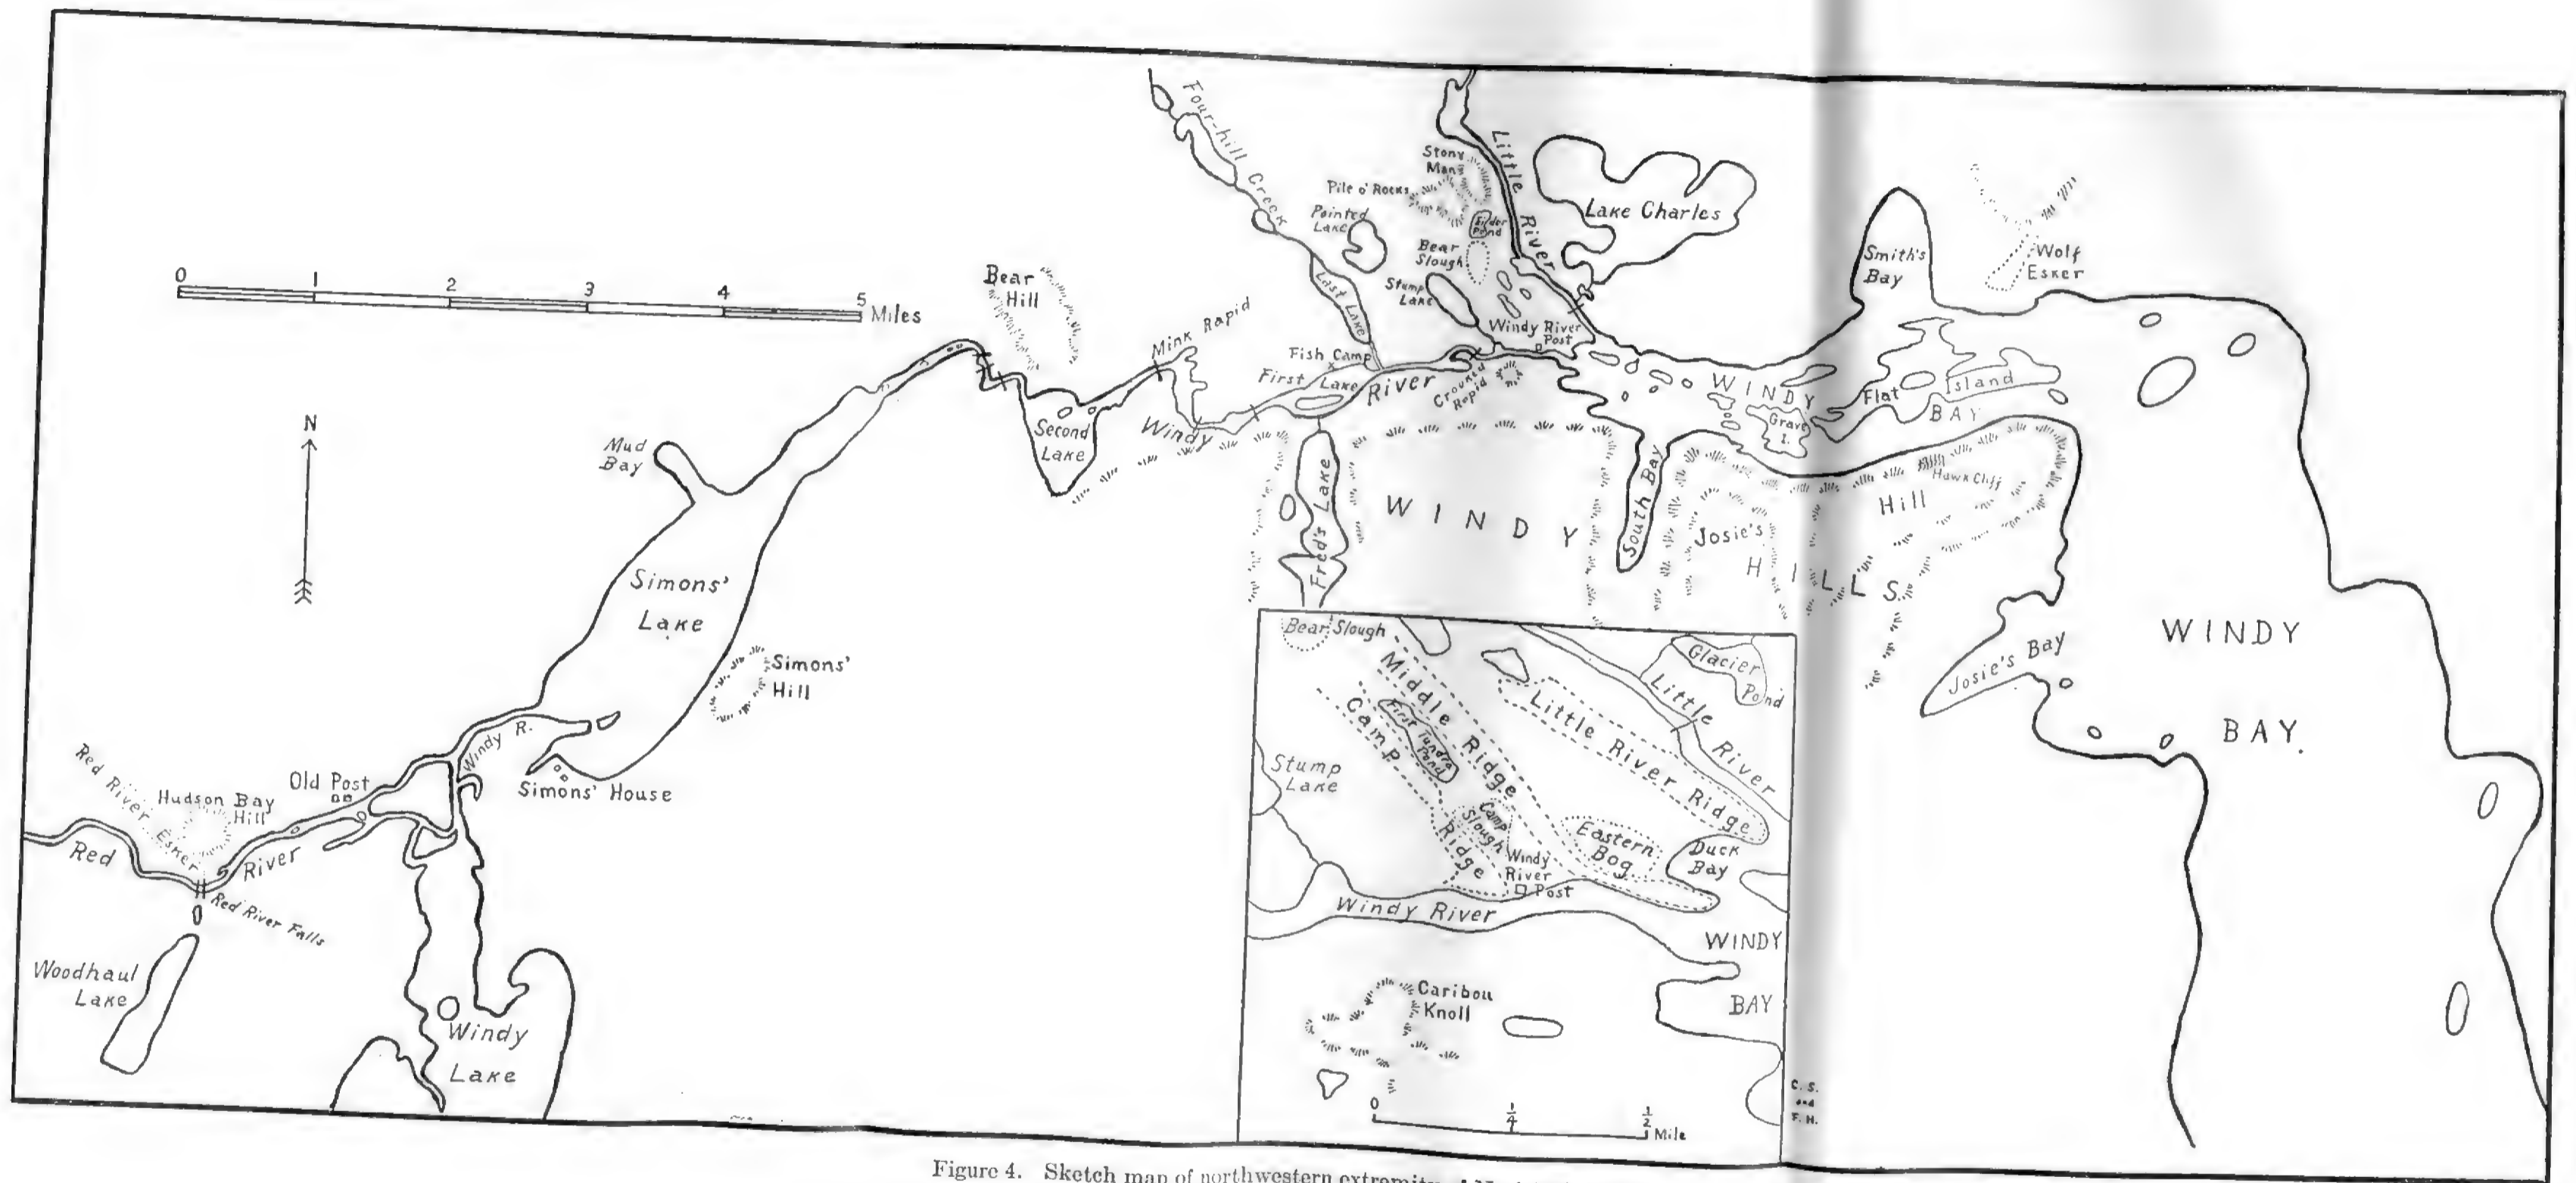 Four-hill Creek
Little River
Stony
Man
Pile o' Rocks
Pointed
Lake
Bear
Slough
Stump
Lake
Lake Charles
Smith's
Bay
Wolf
Esker
0 1 2 3 4 5 Miles
Bear
Hill
Mink Rapid
Last Lake
Windy River
Post
Fish Camp
First Lake
Windy River
Crooked
Rapid
WINDY
BAY
Grave
I.
Flat Island
Second
Lake
N
Mud
Bay
Fred's Lake
South Bay
WINDY
HILLS
Josie's
Hill
Hawk Cliff
Simons'
Lake
Simons'
Hill
Josie's Bay
WINDY
BAY.
Windy R.
Simons' House
Old Post
Hudson Bay
Hill
Red River Esker
Red River
Red River Falls
Woodhaul
Lake
Windy
Lake
Bear Slough
Glacier
Pond
Middle Ridge
Little River
Little River Ridge
Camp Ridge
First
Tundra
Pond
Stump
Lake
Camp
Slough
Eastern
Bog
Duck
Bay
Windy
River
Post
Windy River
WINDY
BAY
Caribou
Knoll
0 1/4 1/2 Mile
C. S.
and
F. H.
Figure 4. Sketch map of northwestern extremity